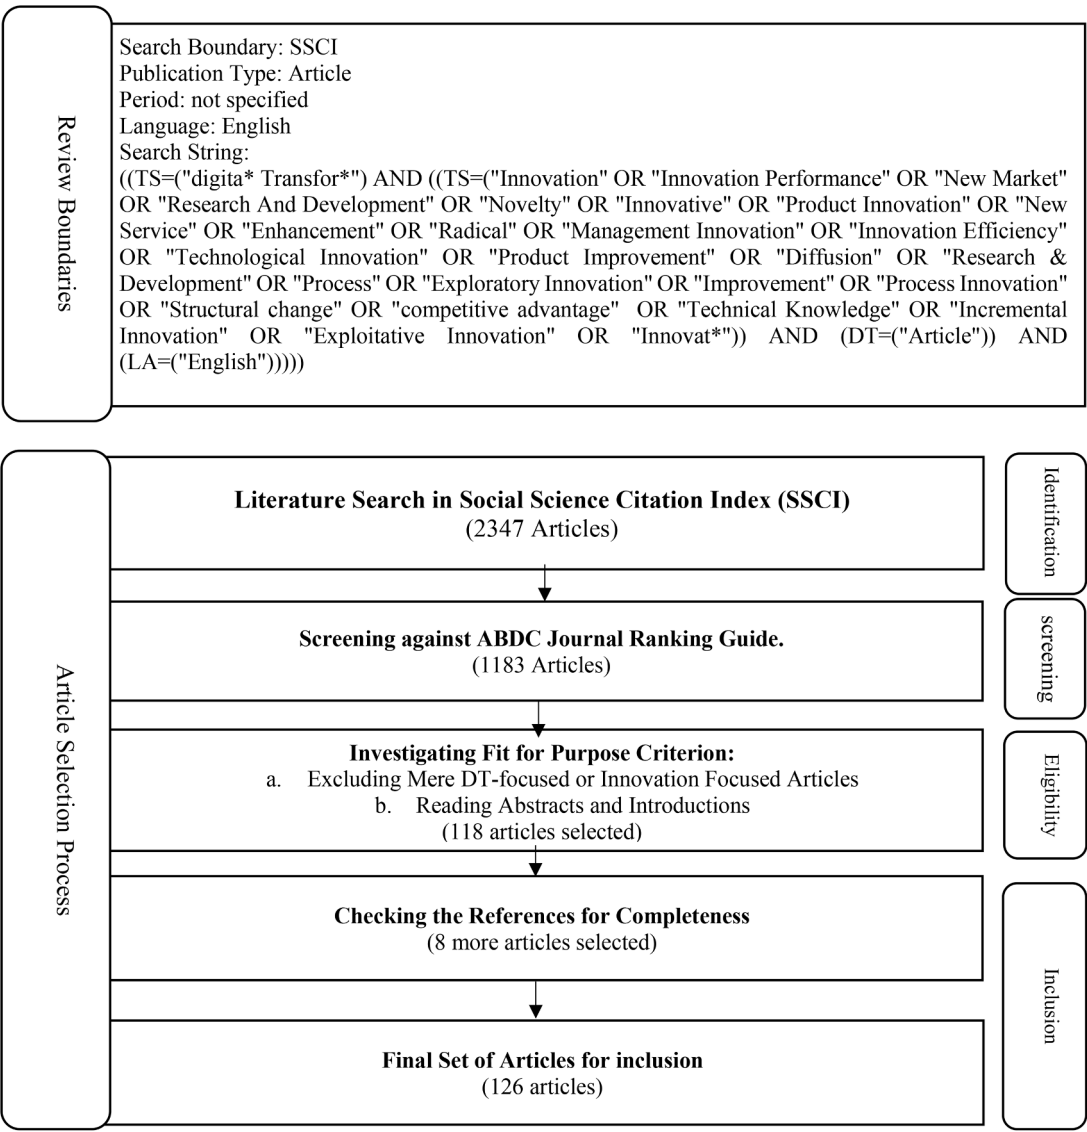 Review Boundaries
Search Boundary: SSCI
Publication Type: Article
Period: not specified
Language: English
Search String:
((TS=("digita* Transfor*") AND ((TS=("Innovation" OR "Innovation Performance" OR "New Market"
OR "Research And Development" OR "Novelty" OR "Innovative" OR "Product Innovation" OR "New
Service" OR "Enhancement" OR "Radical" OR "Management Innovation" OR "Innovation Efficiency"
OR "Technological Innovation" OR "Product Improvement" OR "Diffusion" OR "Research &
Development" OR "Process" OR "Exploratory Innovation" OR "Improvement" OR "Process Innovation"
OR "Structural change" OR "competitive advantage" OR "Technical Knowledge" OR "Incremental
Innovation" OR "Exploitative Innovation" OR "Innovat*")) AND (DT=("Article")) AND
(LA=("English")))))
Article Selection Process
Literature Search in Social Science Citation Index (SSCI)
(2347 Articles)
Identification
Screening against ABDC Journal Ranking Guide.
(1183 Articles)
screening
Investigating Fit for Purpose Criterion:
a. Excluding Mere DT-focused or Innovation Focused Articles
b. Reading Abstracts and Introductions
(118 articles selected)
Eligibility
Checking the References for Completeness
(8 more articles selected)
Inclusion
Final Set of Articles for inclusion
(126 articles)